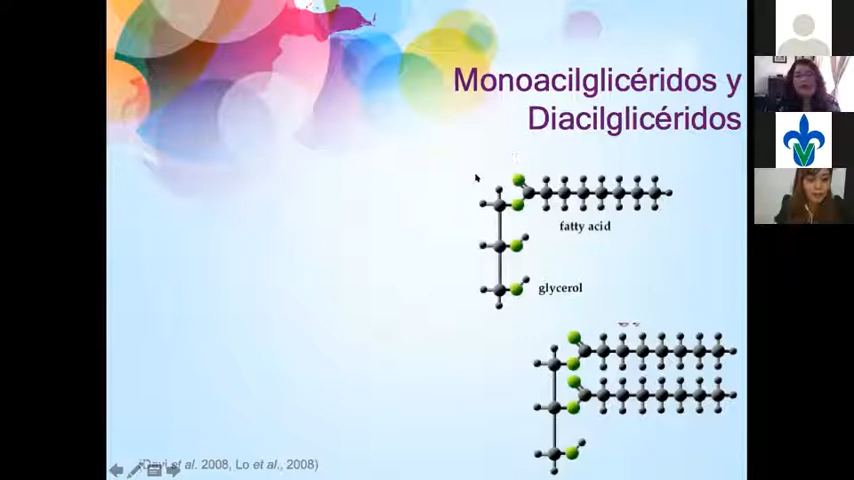 Monoacilglicéridos y
Diacilglicéridos
fatty acid
glycerol
et al. 2008, Lo et al., 2008)